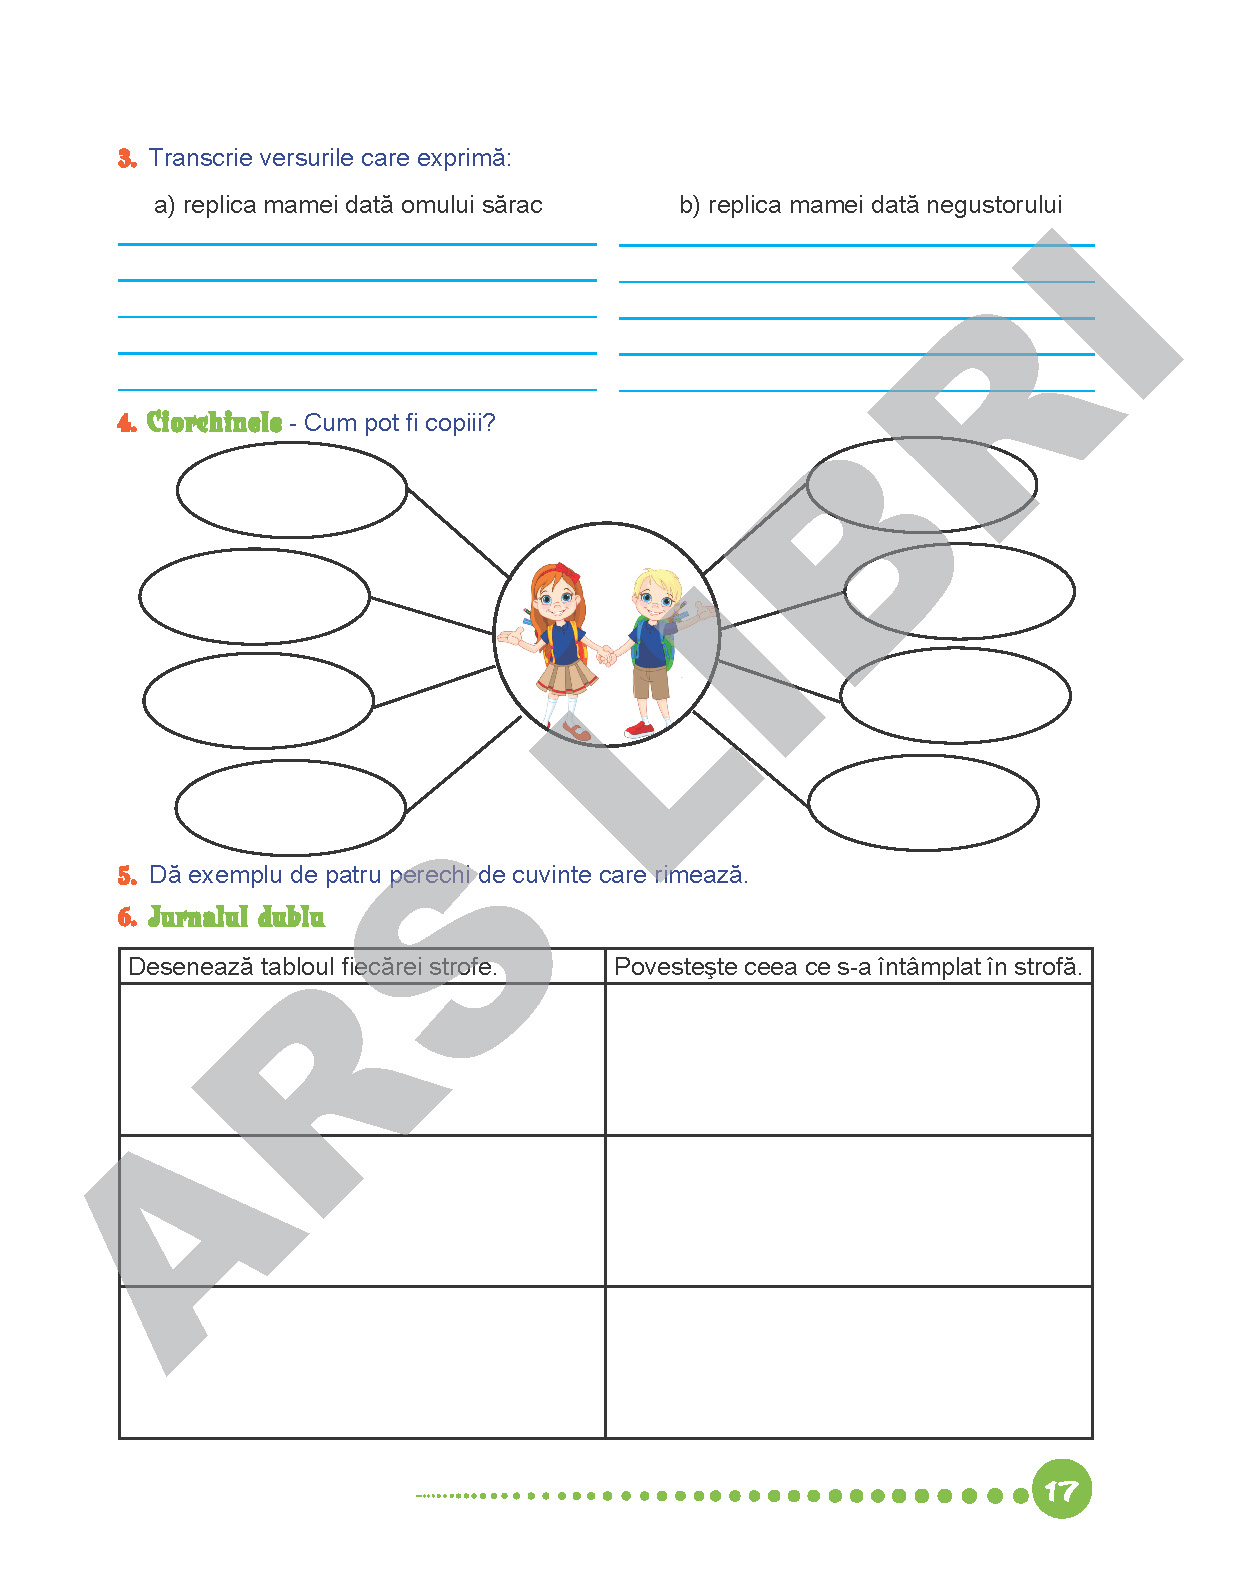 3. Transcrie versurile care exprimă:
a) replica mamei dată omului sărac
b) replica mamei dată negustorului
4. Ciorchinele - Cum pot fi copiii?
5. Dă exemplu de patru perechi de cuvinte care rimează.
6. Jurnalul dublu
Desenează tabloul fiecărei strofe.
Povesteşte ceea ce s-a întâmplat în strofă.
ARS LIBRI
17